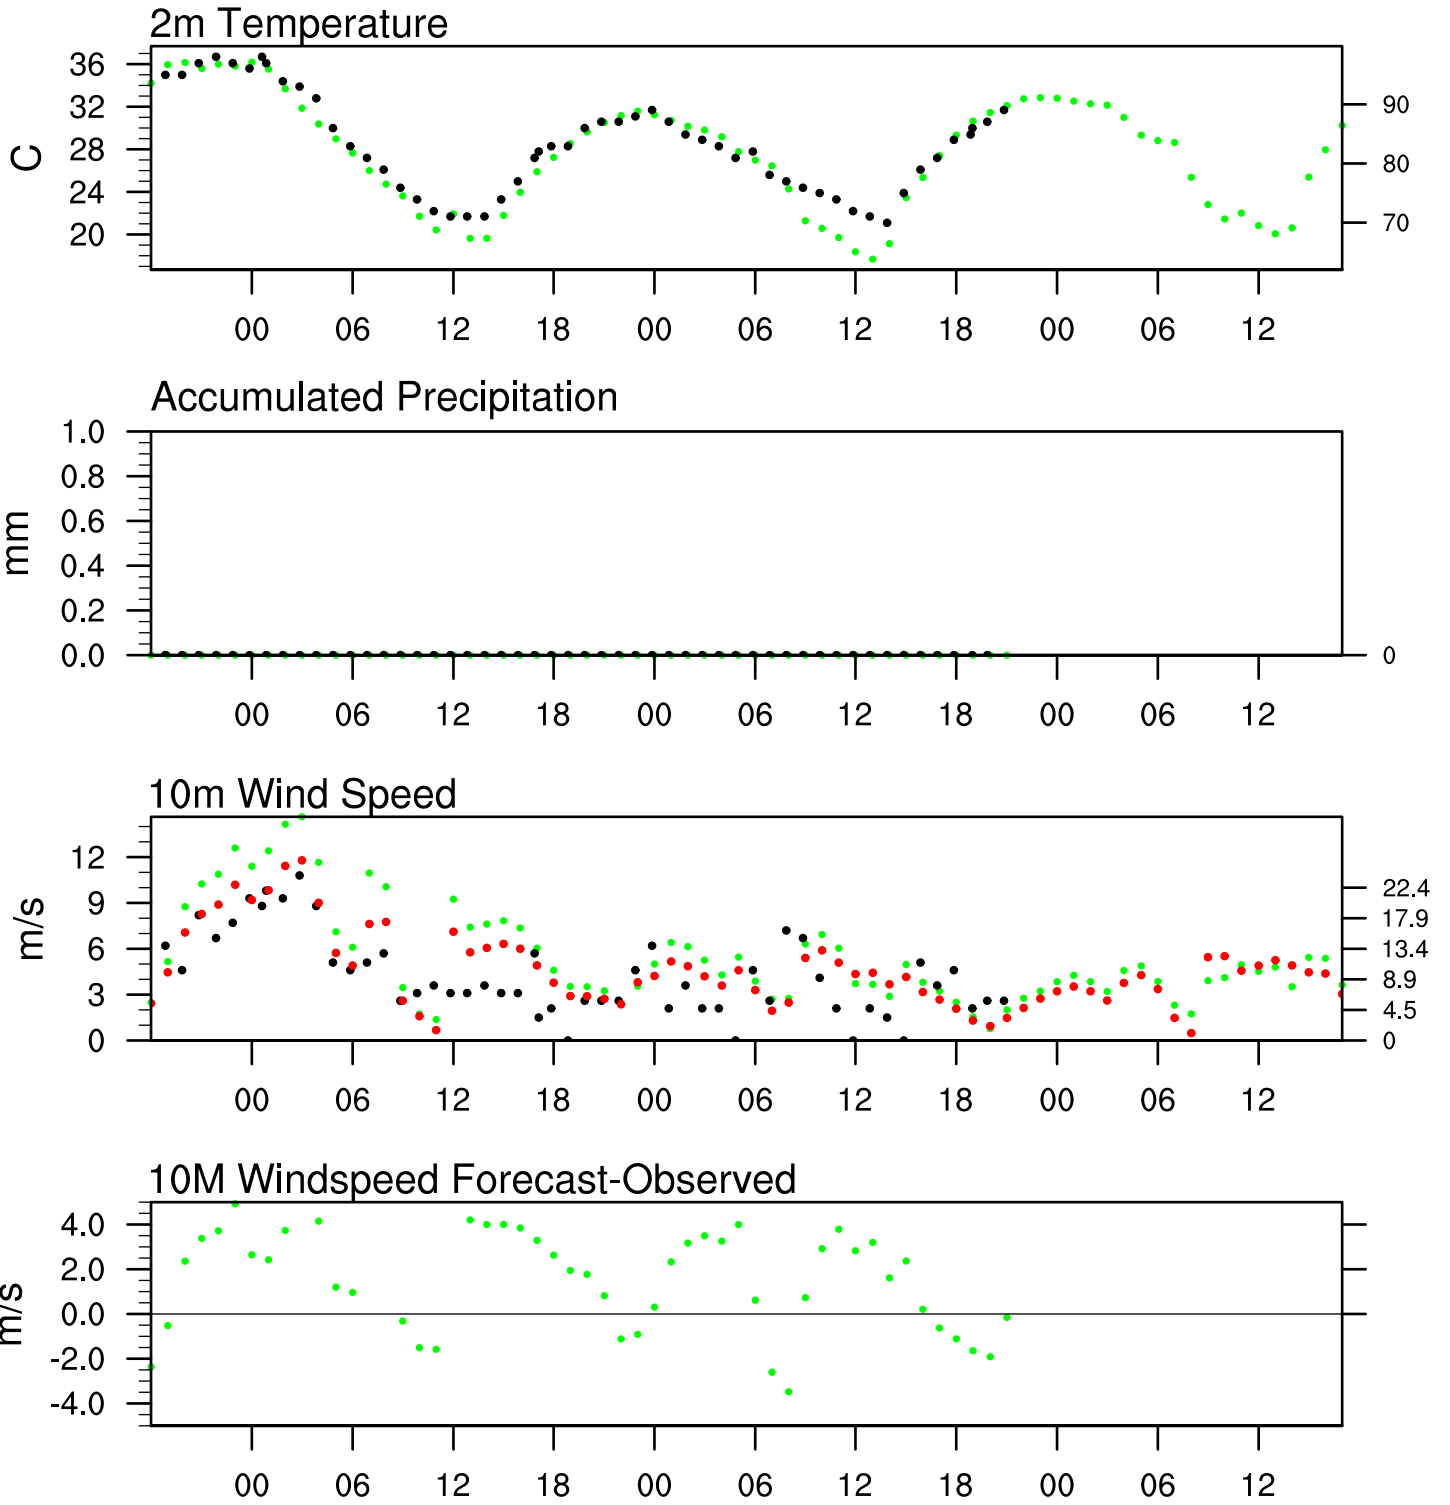 2m Temperature
36
32
28
24
20
C
90
80
70
00 06 12 18 00 06 12 18 00 06 12
Accumulated Precipitation
1.0
0.8
0.6
0.4
0.2
0.0
mm
0
00 06 12 18 00 06 12 18 00 06 12
10m Wind Speed
12
9
6
3
0
m/s
22.4
17.9
13.4
8.9
4.5
0
00 06 12 18 00 06 12 18 00 06 12
10M Windspeed Forecast-Observed
4.0
2.0
0.0
-2.0
-4.0
m/s
00 06 12 18 00 06 12 18 00 06 12